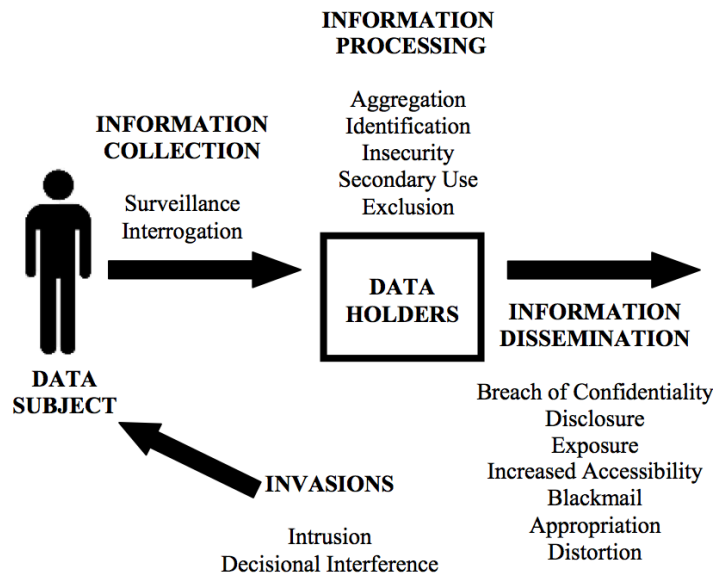 INFORMATION
PROCESSING
Aggregation
Identification
Insecurity
Secondary Use
Exclusion
INFORMATION
COLLECTION
Surveillance
Interrogation
DATA
HOLDERS
INFORMATION
DISSEMINATION
Breach of Confidentiality
Disclosure
Exposure
Increased Accessibility
Blackmail
Appropriation
Distortion
DATA
SUBJECT
INVASIONS
Intrusion
Decisional Interference